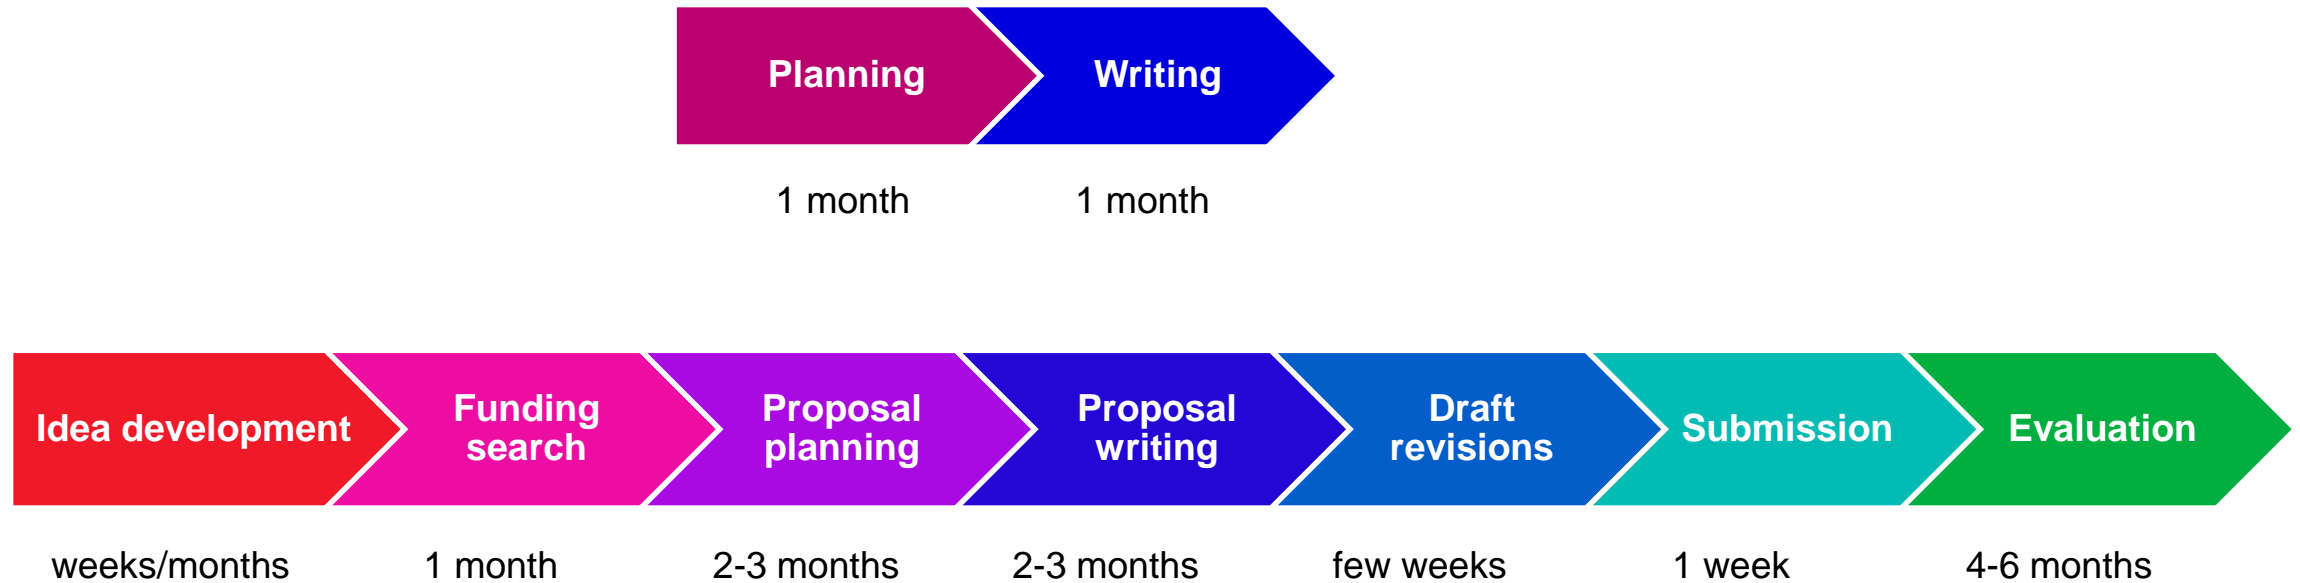 Planning
Writing
1 month
1 month
Idea development
Funding
search
Proposal
planning
Proposal
writing
Draft
revisions
Submission
Evaluation
weeks/months
1 month
2-3 months
2-3 months
few weeks
1 week
4-6 months